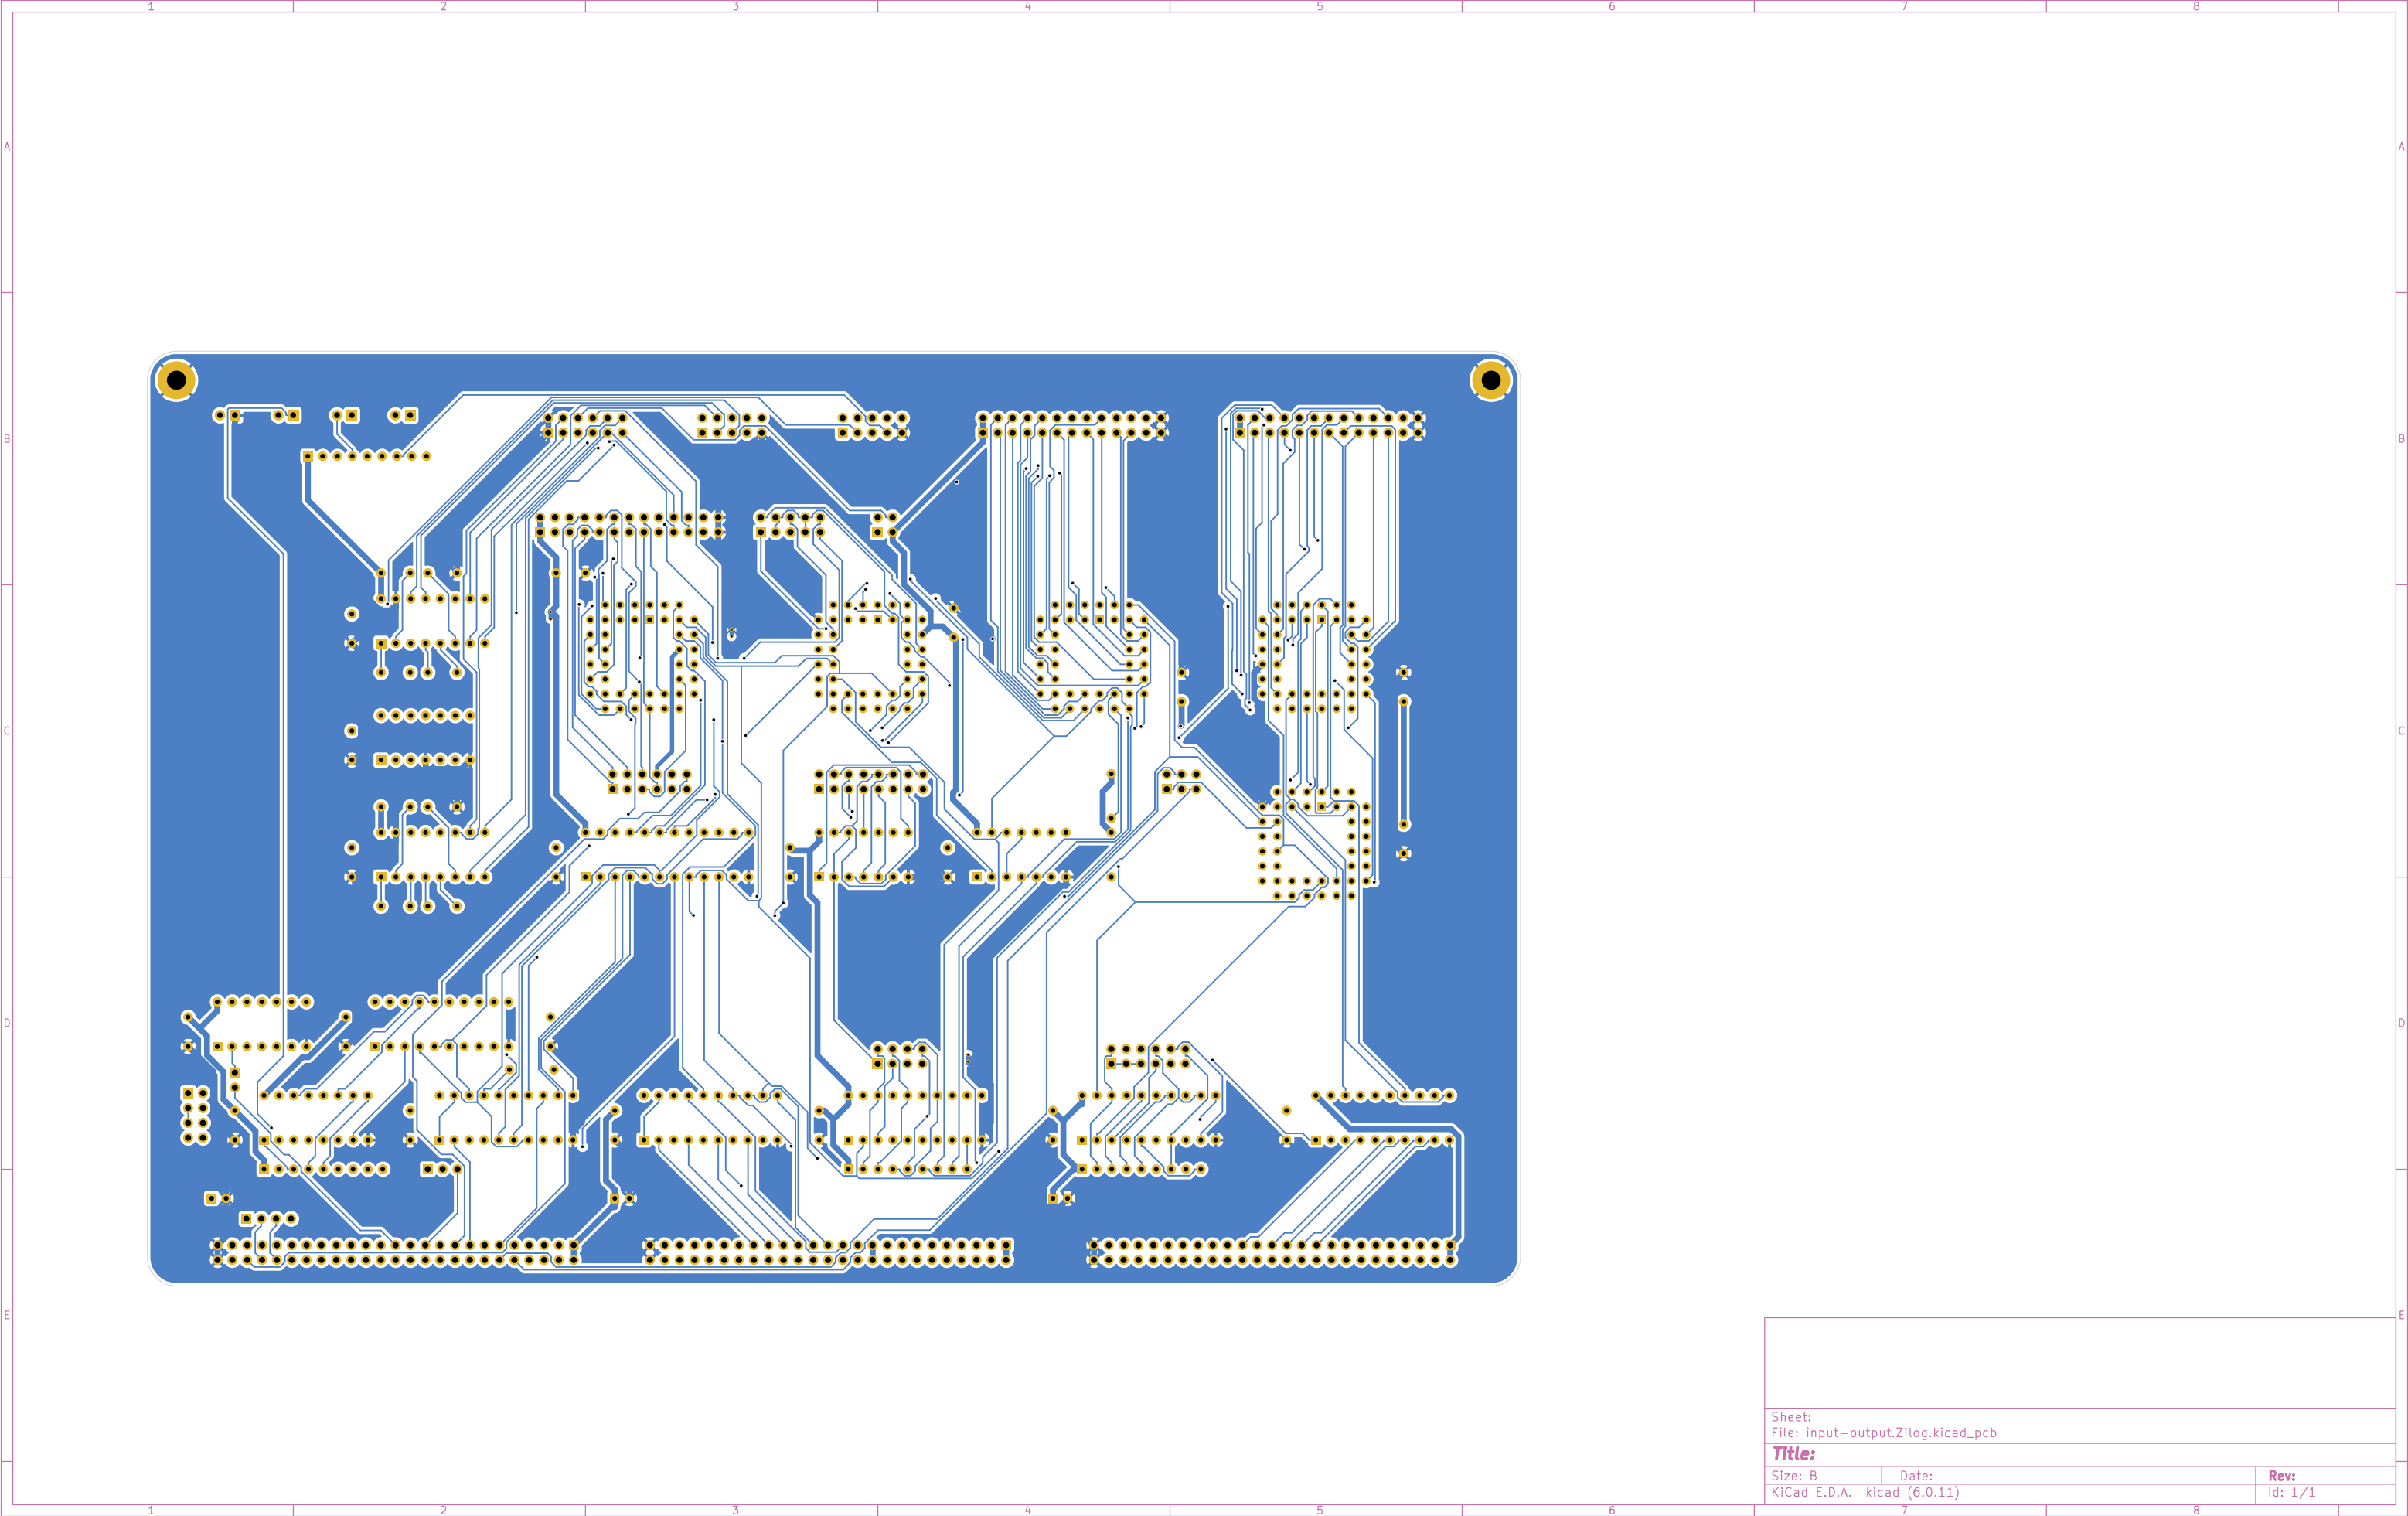 1 2 3 4 5 6 7 8
A A
B B
C C
D D
E E
Sheet:
File: input-output.Zilog.kicad_pcb
Title:
Size: B Date: Rev:
KiCad E.D.A. kicad (6.0.11) Id: 1/1
1 2 3 4 5 6 7 8